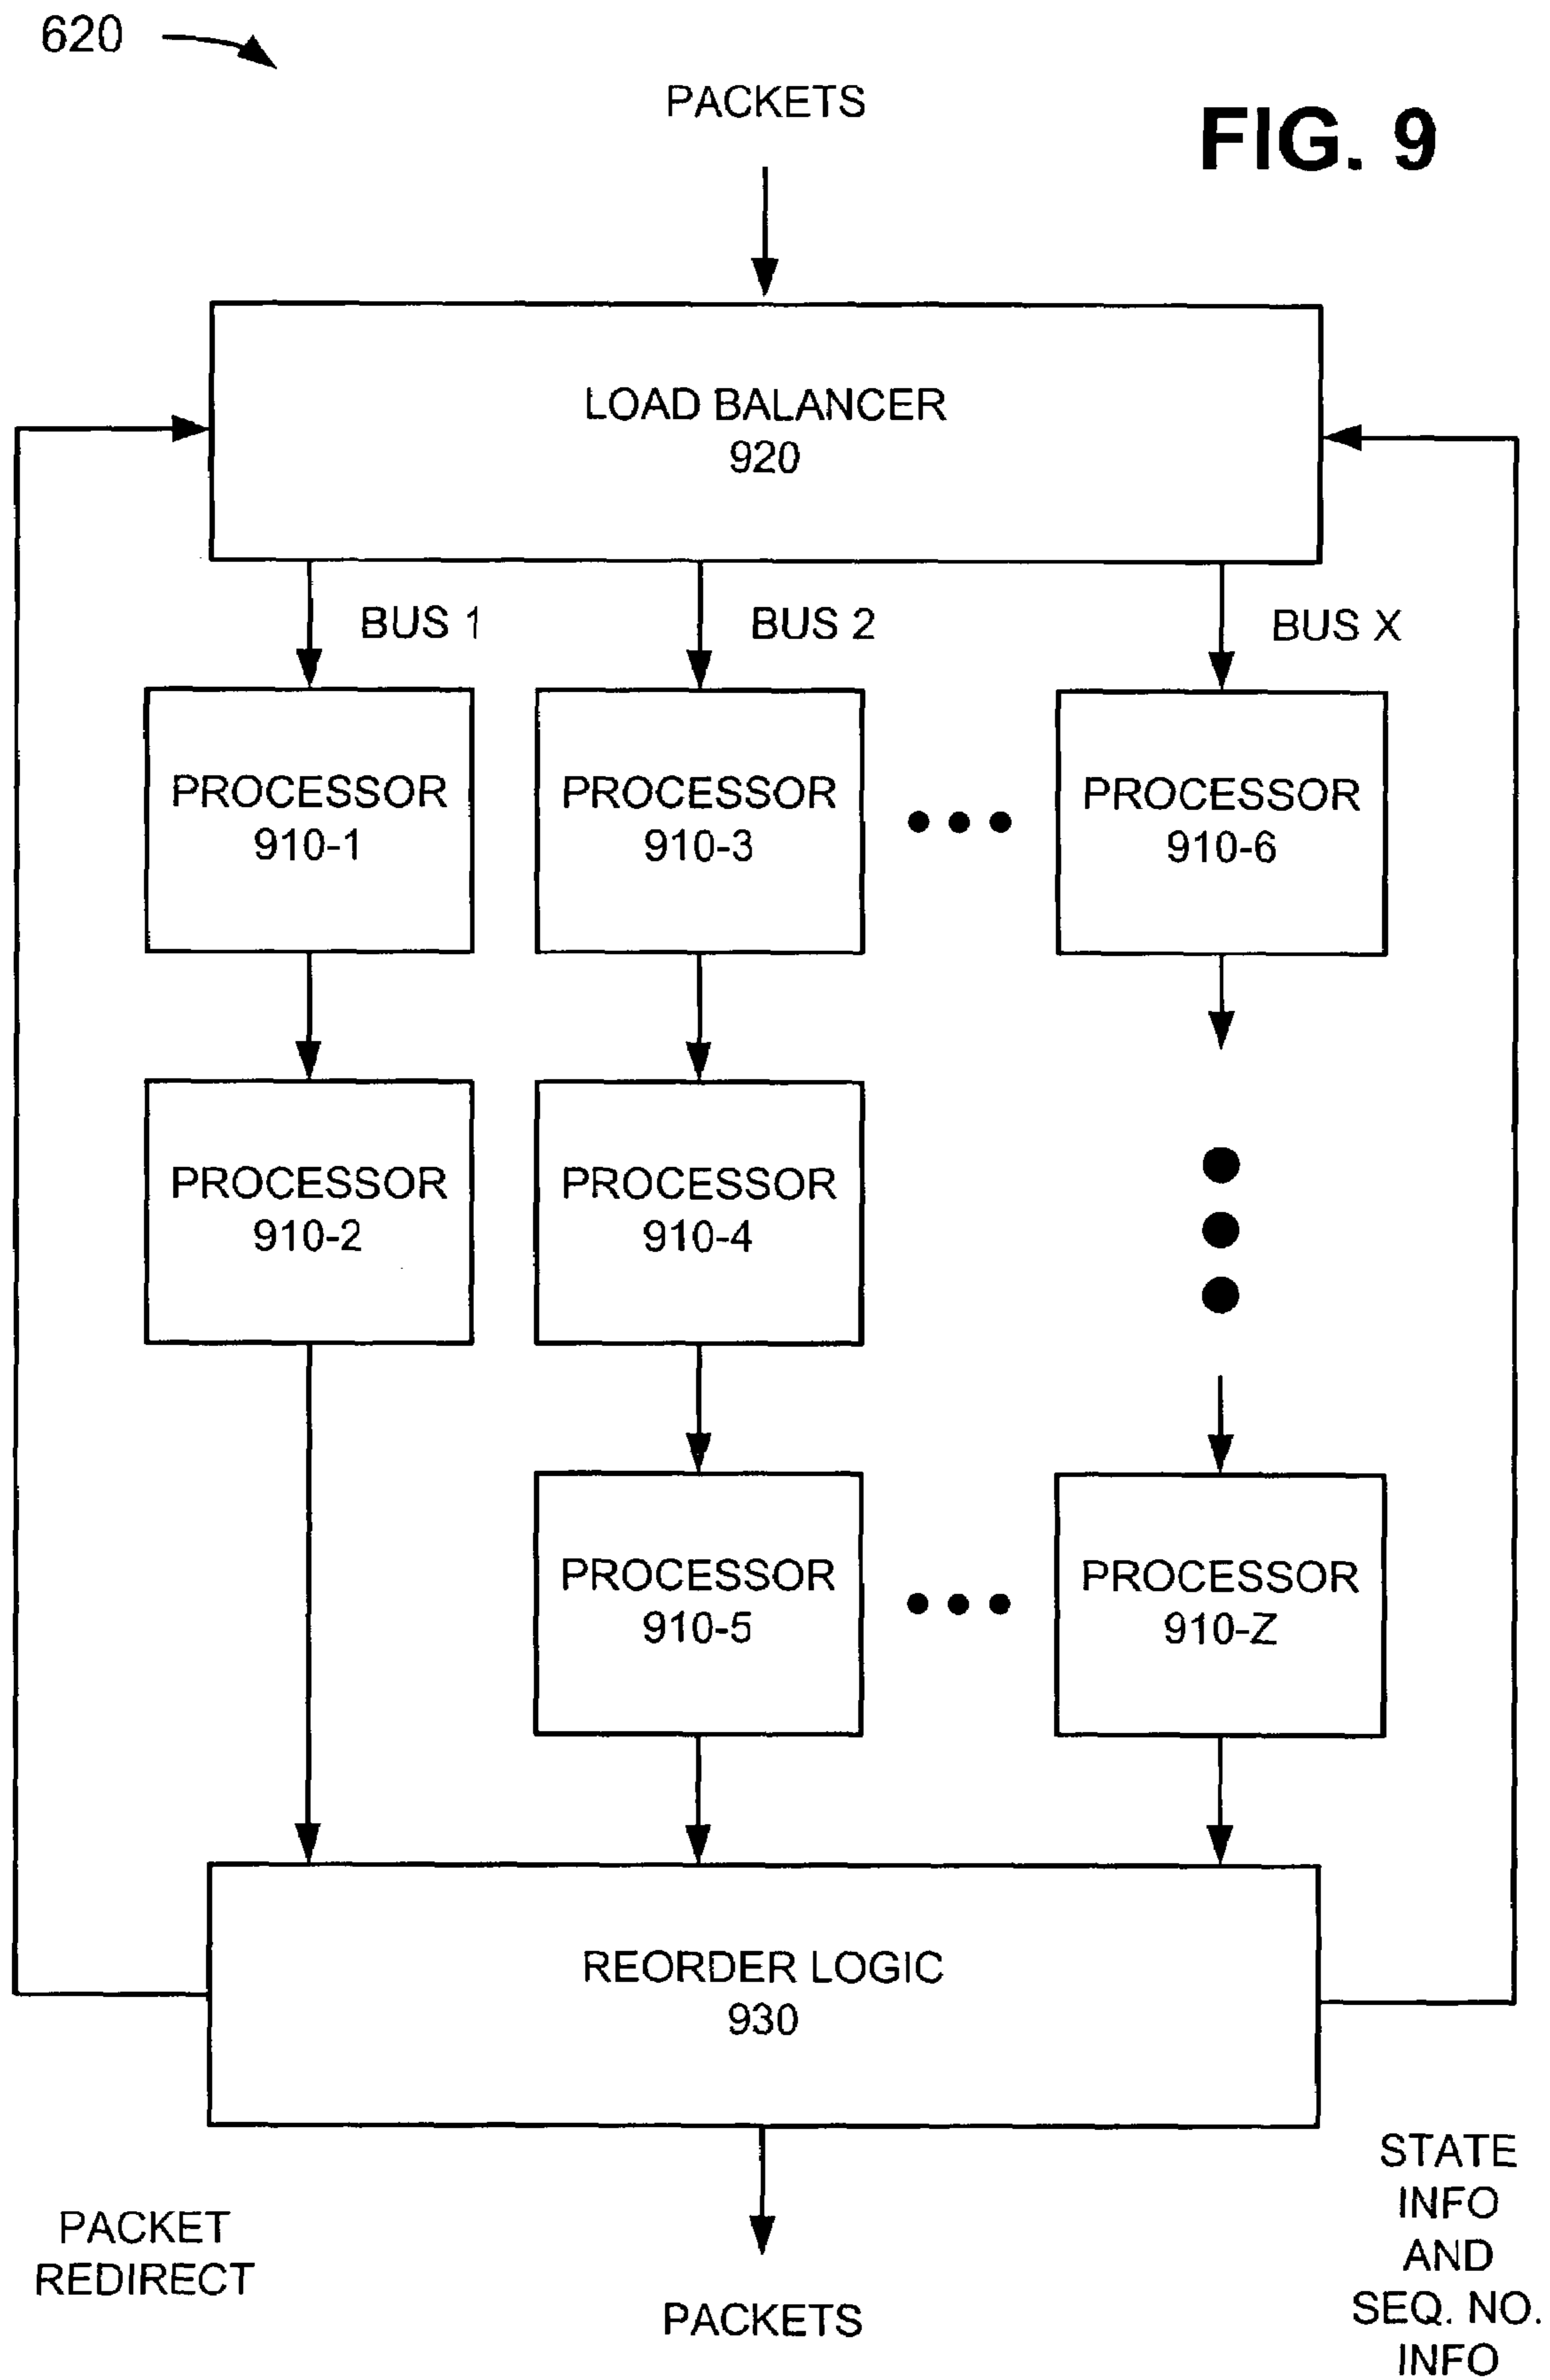 620
PACKETS
FIG. 9
LOAD BALANCER
920
BUS 1
BUS 2
BUS X
PROCESSOR
910-1
PROCESSOR
910-3
PROCESSOR
910-6
PROCESSOR
910-2
PROCESSOR
910-4
PROCESSOR
910-5
PROCESSOR
910-Z
REORDER LOGIC
930
PACKET
REDIRECT
PACKETS
STATE
INFO
AND
SEQ. NO.
INFO